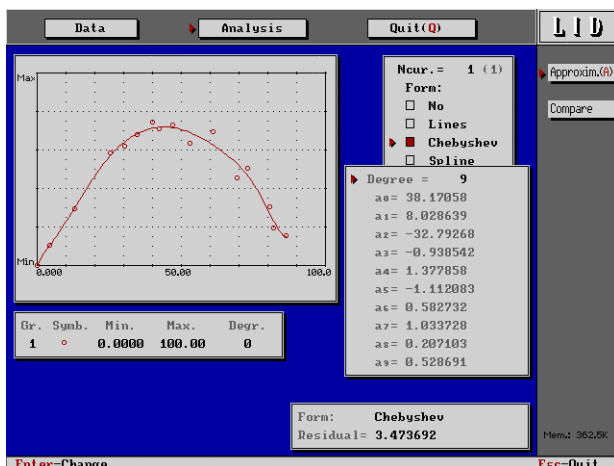 Data
Analysis
Quit(Q)
LID
Max
Min
0.000
50.00
100.0
Ncur.= 1 (1)
Form:
No
Lines
Chebyshev
Spline
Degree = 9
a0= 38.17058
a1= 8.028639
a2= -32.79268
a3= -0.938542
a4= 1.377858
a5= -1.112083
a6= 0.582732
a7= 1.033728
a8= 0.207103
a9= 0.528691
Approxim.(A)
Compare
Gr. Symb. Min. Max. Degr.
1 0.0000 100.00 0
Form: Chebyshev
Residual= 3.473692
Mem.: 362.5K
Enter-Change
Esc-Quit